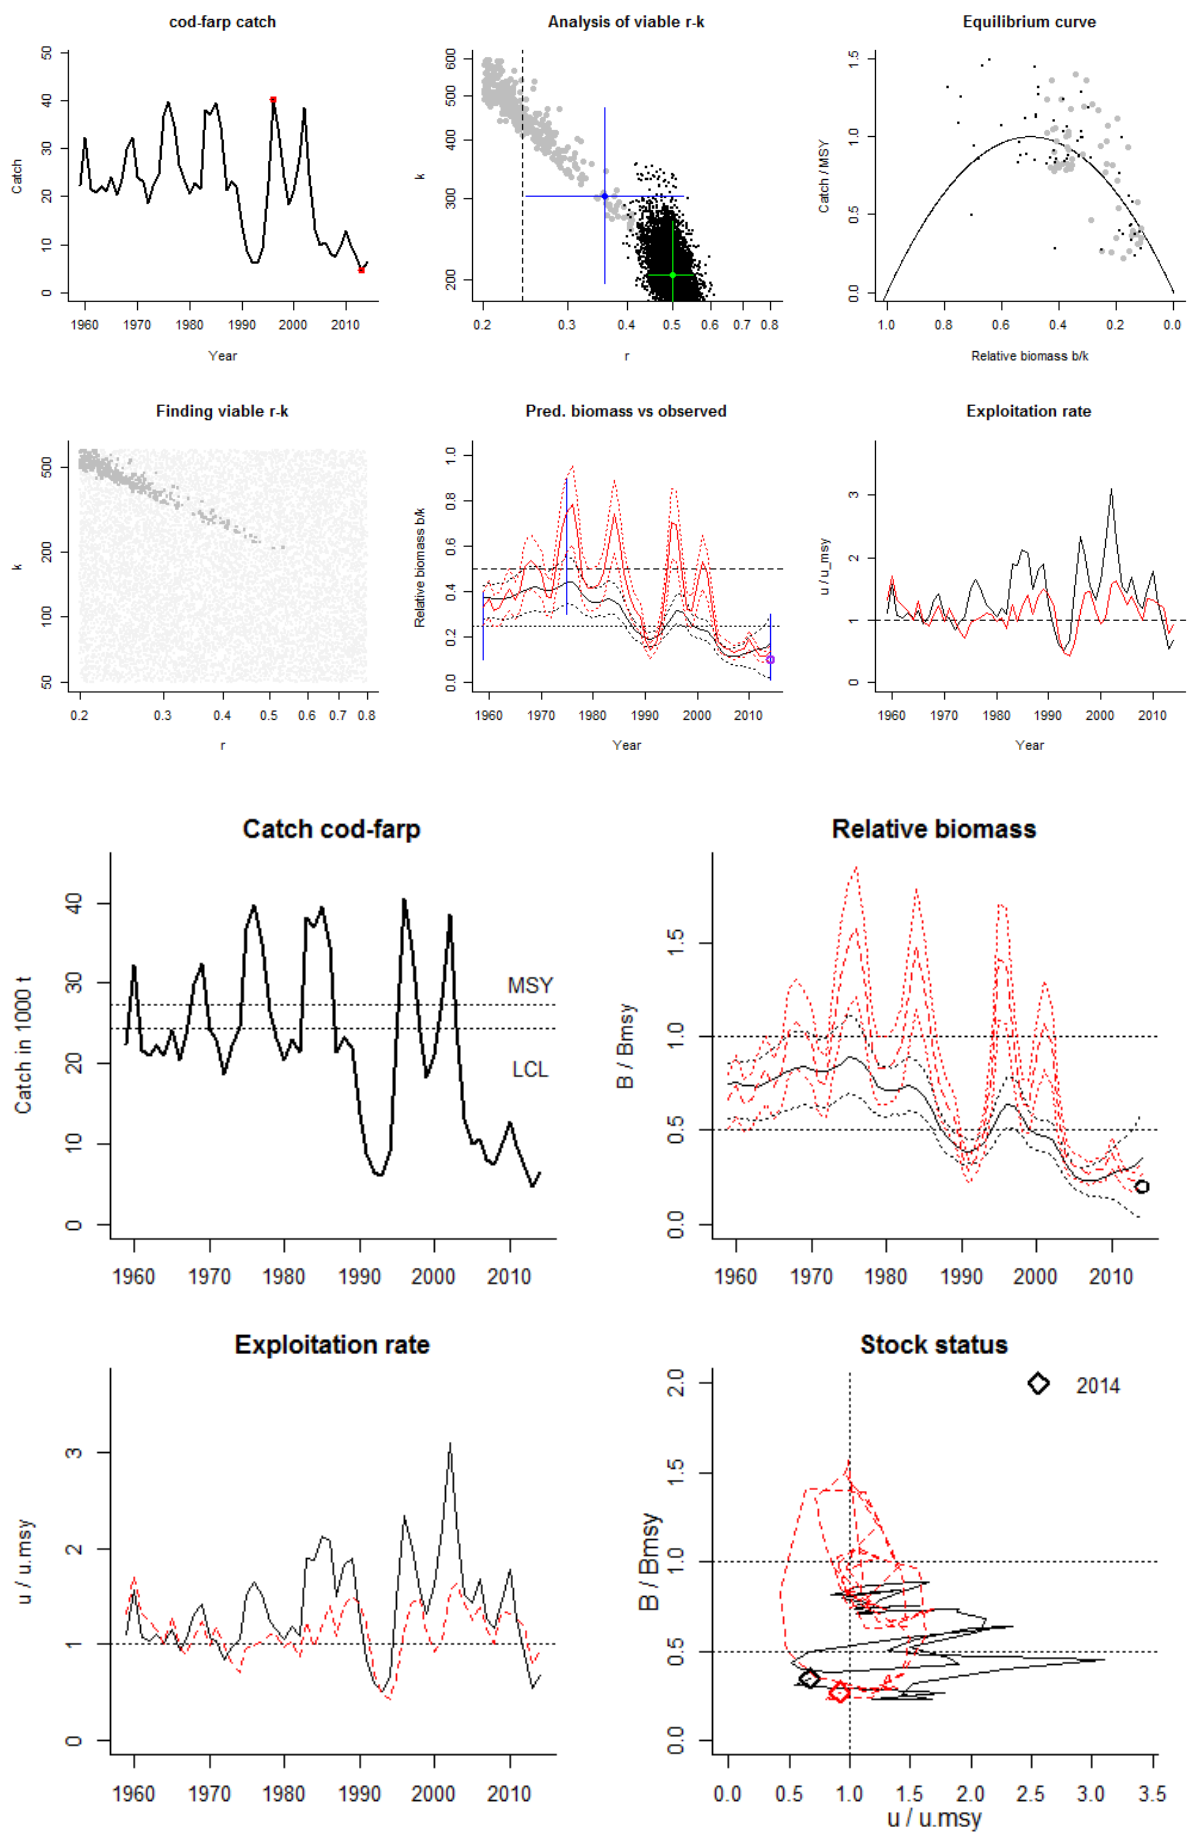 cod-farp catch
50
40
30
20
10
0
Catch
1960 1970 1980 1990 2000 2010
Year
Analysis of viable r-k
600
500
400
300
200
k
0.2 0.3 0.4 0.5 0.6 0.7 0.8
r
Equilibrium curve
1.5
1.0
0.5
0.0
Catch / MSY
1.0 0.8 0.6 0.4 0.2 0.0
Relative biomass b/k
Finding viable r-k
500
200
100
50
k
0.2 0.3 0.4 0.5 0.6 0.7 0.8
r
Pred. biomass vs observed
1.0
0.8
0.6
0.4
0.2
0.0
Relative biomass b/k
1960 1970 1980 1990 2000 2010
Year
Exploitation rate
3
2
1
0
u / u_msy
1960 1970 1980 1990 2000 2010
Year
Catch cod-farp
40
30
20
10
0
Catch in 1000 t
MSY
LCL
1960 1970 1980 1990 2000 2010
Relative biomass
1.5
1.0
0.5
0.0
B / Bmsy
1960 1970 1980 1990 2000 2010
Exploitation rate
3
2
1
0
u / u.msy
1960 1970 1980 1990 2000 2010
Stock status
2014
2.0
1.5
1.0
0.5
0.0
B / Bmsy
0.0 0.5 1.0 1.5 2.0 2.5 3.0 3.5
u / u.msy